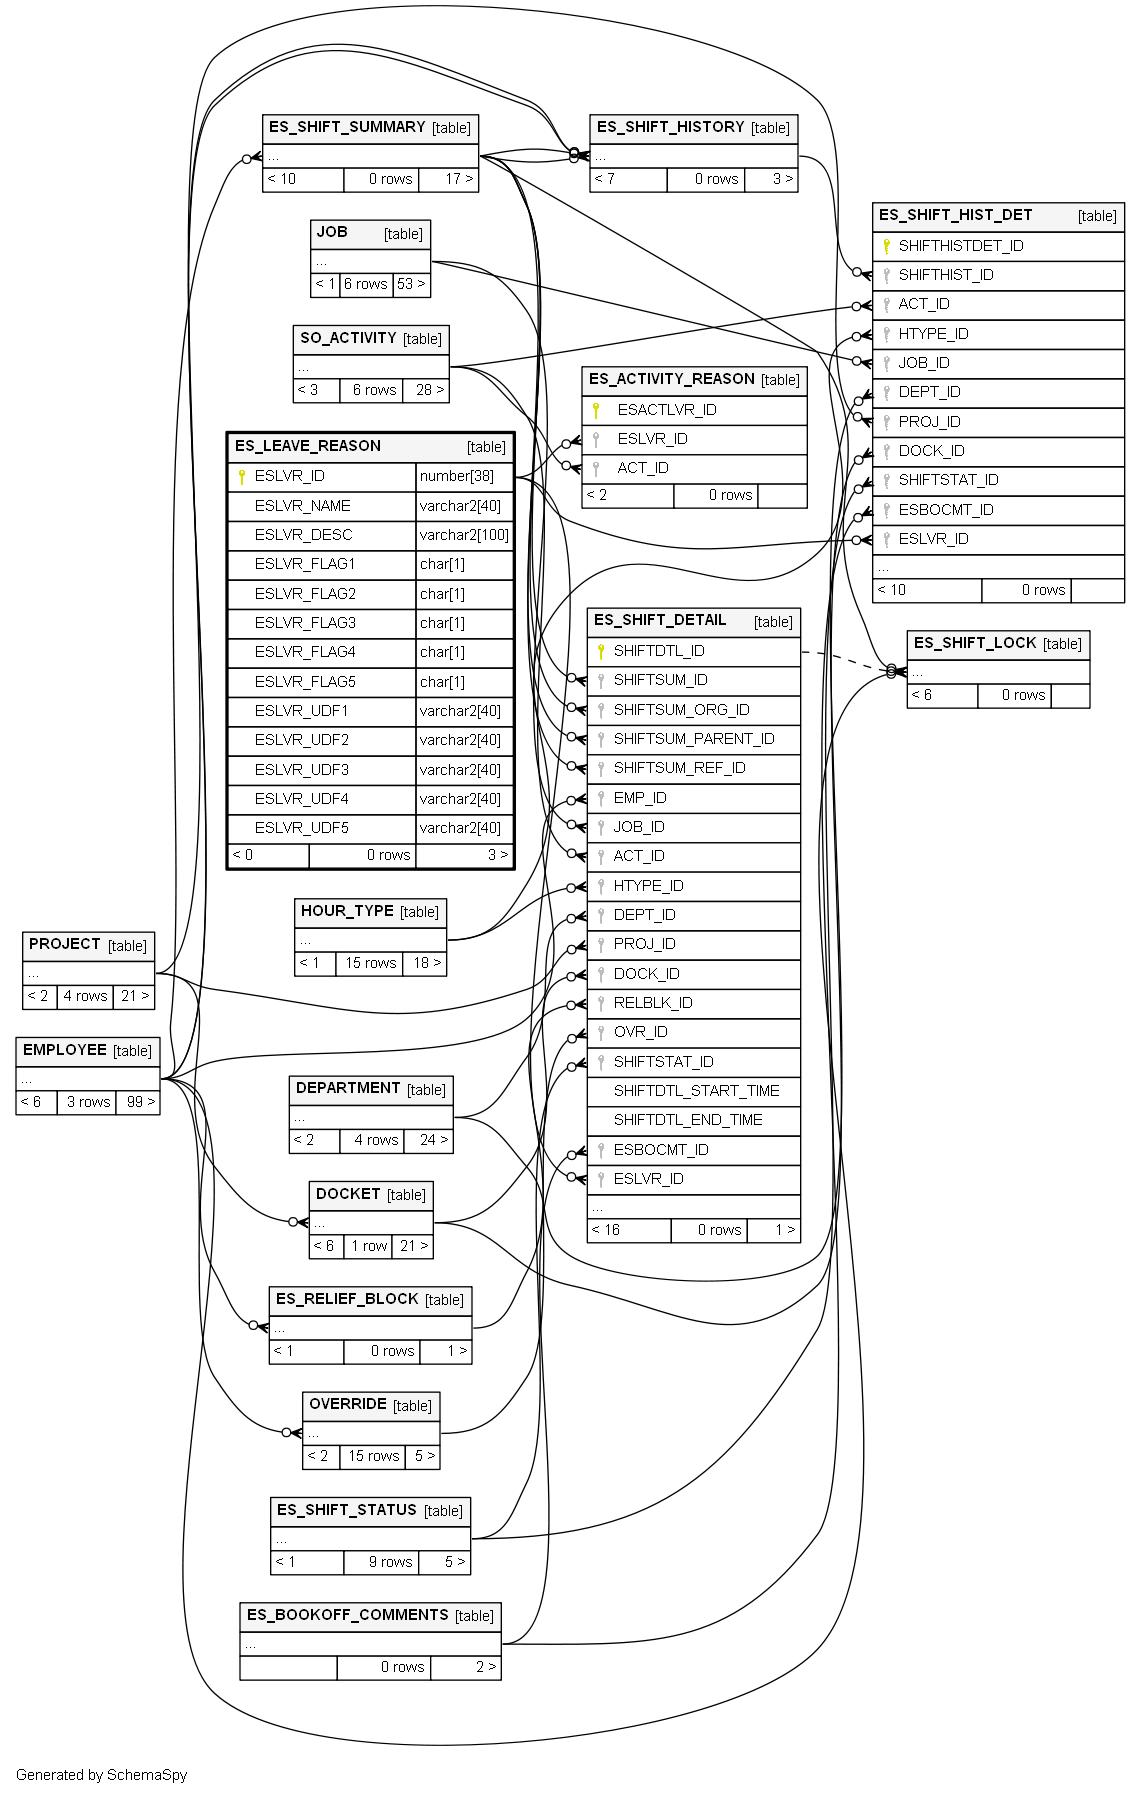 ES_SHIFT_SUMMARY [table]
...
< 10 0 rows 17 >
ES_SHIFT_HISTORY [table]
...
< 7 0 rows 3 >
ES_SHIFT_HIST_DET [table]
SHIFTHISTDET_ID
SHIFTHIST_ID
ACT_ID
HTYPE_ID
JOB_ID
DEPT_ID
PROJ_ID
DOCK_ID
SHIFTSTAT_ID
ESBOCMT_ID
ESLVR_ID
...
< 10 0 rows
JOB [table]
...
< 1 6 rows 53 >
SO_ACTIVITY [table]
...
< 3 6 rows 28 >
ES_ACTIVITY_REASON [table]
ESACTLVR_ID
ESLVR_ID
ACT_ID
< 2 0 rows
ES_LEAVE_REASON [table]
ESLVR_ID number[38]
ESLVR_NAME varchar2[40]
ESLVR_DESC varchar2[100]
ESLVR_FLAG1 char[1]
ESLVR_FLAG2 char[1]
ESLVR_FLAG3 char[1]
ESLVR_FLAG4 char[1]
ESLVR_FLAG5 char[1]
ESLVR_UDF1 varchar2[40]
ESLVR_UDF2 varchar2[40]
ESLVR_UDF3 varchar2[40]
ESLVR_UDF4 varchar2[40]
ESLVR_UDF5 varchar2[40]
< 0 0 rows 3 >
ES_SHIFT_DETAIL [table]
SHIFTDTL_ID
SHIFTSUM_ID
SHIFTSUM_ORG_ID
SHIFTSUM_PARENT_ID
SHIFTSUM_REF_ID
EMP_ID
JOB_ID
ACT_ID
HTYPE_ID
DEPT_ID
PROJ_ID
DOCK_ID
RELBLK_ID
OVR_ID
SHIFTSTAT_ID
SHIFTDTL_START_TIME
SHIFTDTL_END_TIME
ESBOCMT_ID
ESLVR_ID
...
< 16 0 rows 1 >
ES_SHIFT_LOCK [table]
...
< 6 0 rows
HOUR_TYPE [table]
...
< 1 15 rows 18 >
PROJECT [table]
...
< 2 4 rows 21 >
EMPLOYEE [table]
...
< 6 3 rows 99 >
DEPARTMENT [table]
...
< 2 4 rows 24 >
DOCKET [table]
...
< 6 1 row 21 >
ES_RELIEF_BLOCK [table]
...
< 1 0 rows 1 >
OVERRIDE [table]
...
< 2 15 rows 5 >
ES_SHIFT_STATUS [table]
...
< 1 9 rows 5 >
ES_BOOKOFF_COMMENTS [table]
...
0 rows 2 >
Generated by SchemaSpy